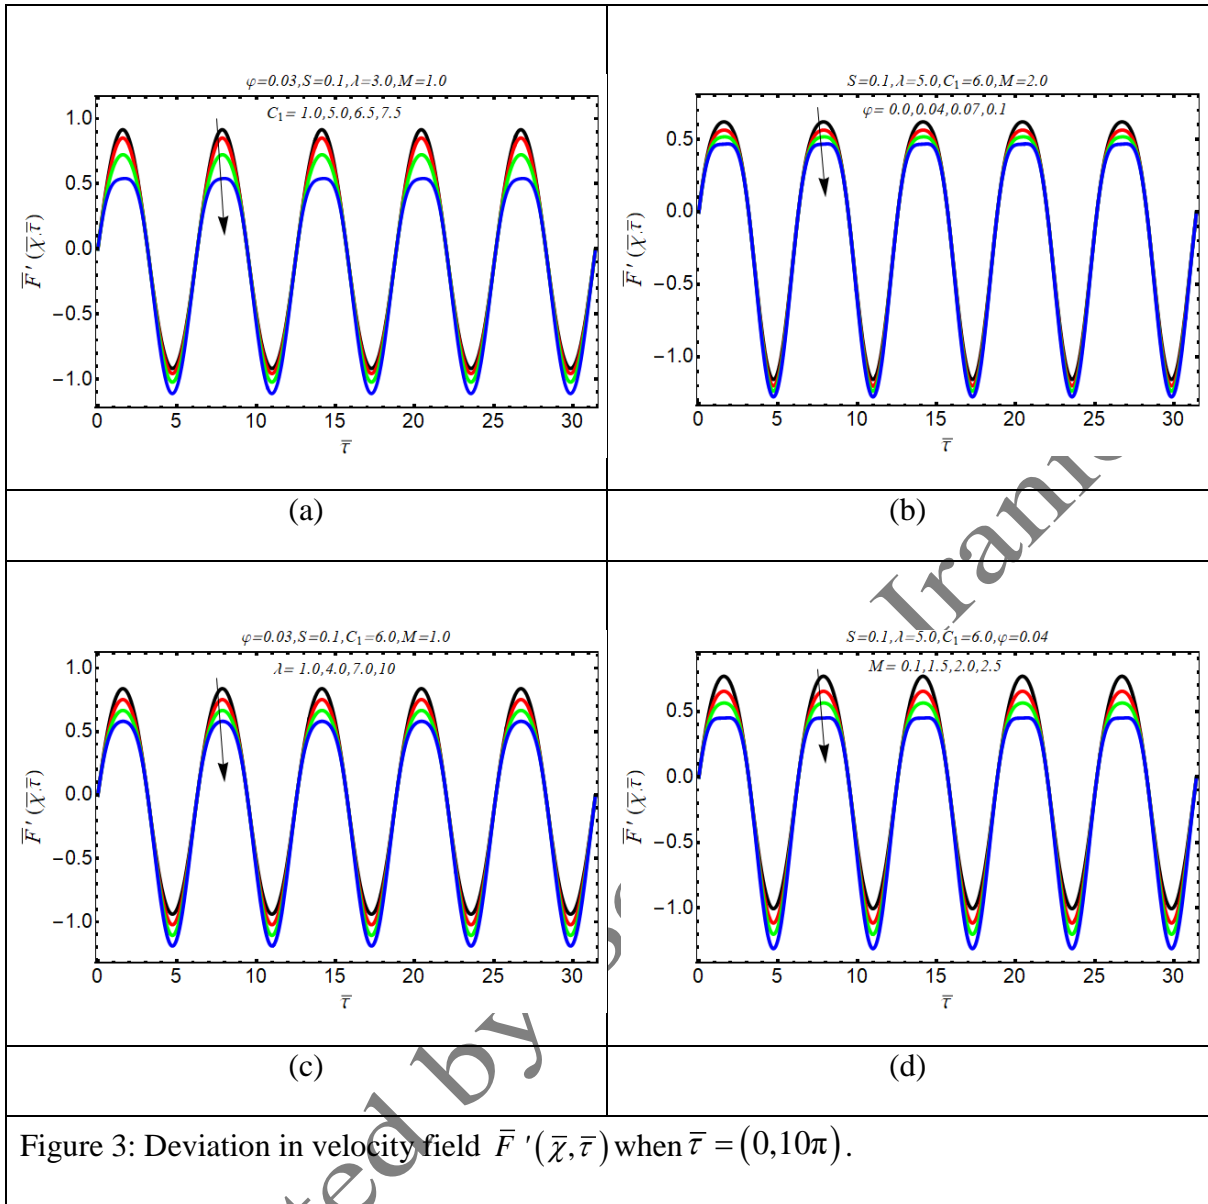 φ=0.03,S=0.1,λ=3.0,M=1.0
C₁ = 1.0,5.0,6.5,7.5
1.0
0.5
0.0
−0.5
−1.0
F̅ ′ (χ̅,τ̅)
0 5 10 15 20 25 30
τ̅
S=0.1,λ=5.0,C₁=6.0,M=2.0
φ= 0.0,0.04,0.07,0.1
0.5
0.0
−0.5
−1.0
F̅ ′ (χ̅,τ̅)
0 5 10 15 20 25 30
τ̅
(a) (b)
φ=0.03,S=0.1,C₁=6.0,M=1.0
λ= 1.0,4.0,7.0,10
1.0
0.5
0.0
−0.5
−1.0
F̅ ′ (χ̅,τ̅)
0 5 10 15 20 25 30
τ̅
S=0.1,λ=5.0,C₁=6.0,φ=0.04
M= 0.1,1.5,2.0,2.5
0.5
0.0
−0.5
−1.0
F̅ ′ (χ̅,τ̅)
0 5 10 15 20 25 30
τ̅
(c) (d)
Figure 3: Deviation in velocity field F̅ ′(χ̅,τ̅) when τ̅ = (0,10π).
ted by